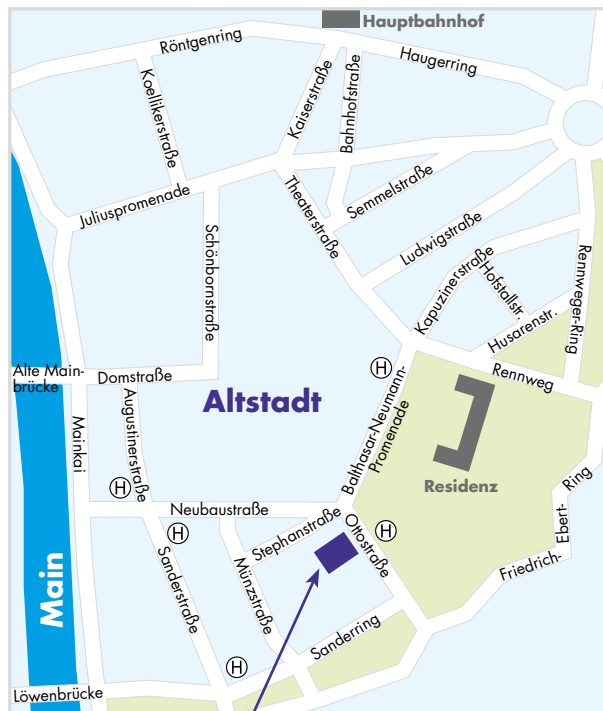 Hauptbahnhof
Röntgenring
Haugerring
Koellikerstraße
Kaiserstraße
Bahnhofstraße
Juliuspromenade
Theaterstraße
Semmelstraße
Schönbornstraße
Ludwigstraße
Kapuzinerstraße
Hofstallstr.
Rennweger-Ring
Husarenstr.
Rennweg
Alte Main-
brücke
Domstraße
Altstadt
H
Balthasar-Neumann-
Promenade
Augustinerstraße
Mainkai
Residenz
H
Neubaustraße
H
Stephanstraße
Ottostraße
H
Friedrich-
Ebert-
Ring
Main
Sanderstraße
Münzstraße
Sanderring
H
Löwenbrücke